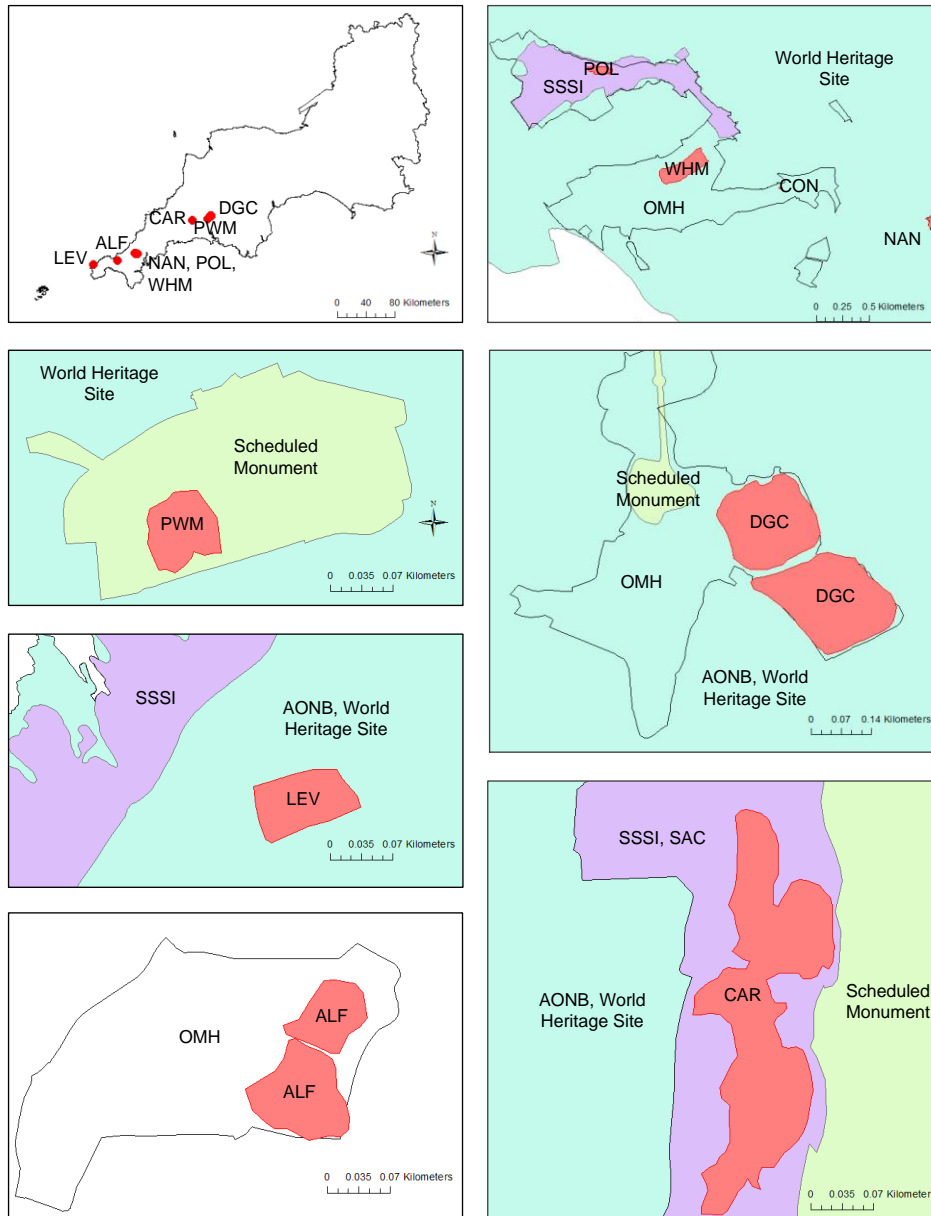 DGC
CAR
PWM
ALF
LEV
NAN, POL,
WHM
N
0 40 80 Kilometers
World Heritage
Site
POL
SSSI
WHM
CON
OMH
NAN
0 0.25 0.5 Kilometers
World Heritage
Site
Scheduled
Monument
PWM
N
0 0.035 0.07 Kilometers
Scheduled
Monument
DGC
OMH
DGC
AONB, World
Heritage Site
0 0.07 0.14 Kilometers
SSSI
AONB, World
Heritage Site
LEV
0 0.035 0.07 Kilometers
SSSI, SAC
CAR
AONB, World
Heritage Site
Scheduled
Monument
0 0.035 0.07 Kilometers
ALF
OMH
ALF
0 0.035 0.07 Kilometers